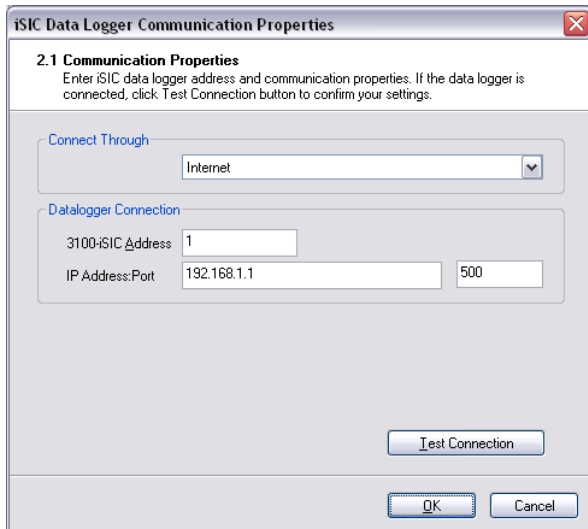 iSIC Data Logger Communication Properties
2.1 Communication Properties
Enter iSIC data logger address and communication properties. If the data logger is
connected, click Test Connection button to confirm your settings.
Connect Through
Internet
Datalogger Connection
3100-iSIC Address 1
IP Address:Port 192.168.1.1 500
Test Connection
OK Cancel